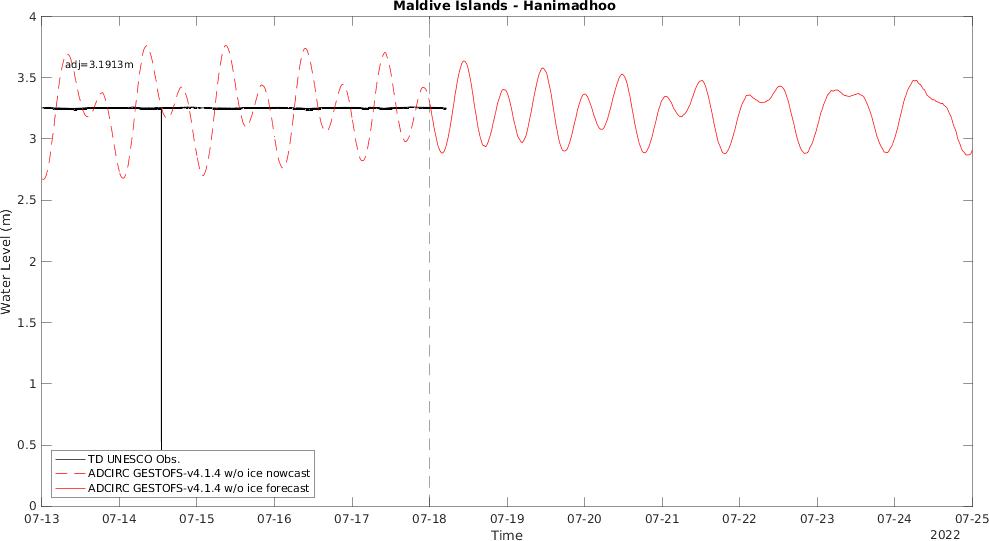 Maldive Islands - Hanimadhoo
4
3.5
3
2.5
2
1.5
1
0.5
0
Water Level (m)
adj=3.1913m
TD UNESCO Obs.
ADCIRC GESTOFS-v4.1.4 w/o ice nowcast
ADCIRC GESTOFS-v4.1.4 w/o ice forecast
07-13 07-14 07-15 07-16 07-17 07-18 07-19 07-20 07-21 07-22 07-23 07-24 07-25
Time
2022